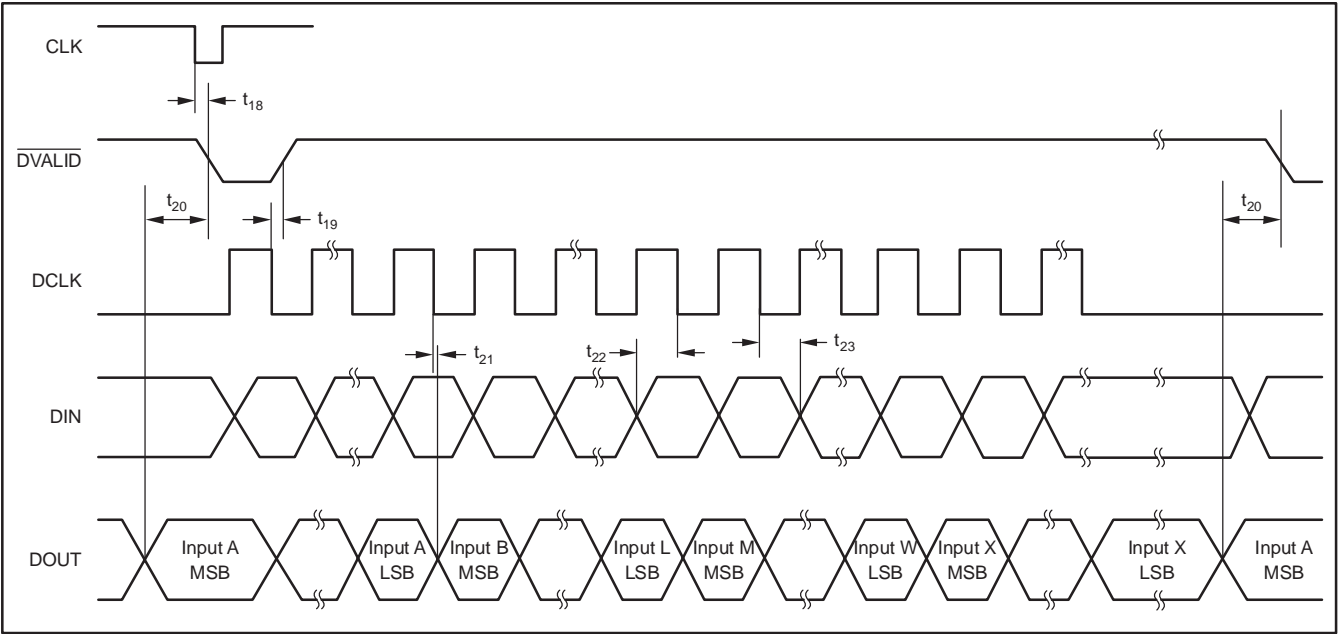 CLK
t18
DVALID
t20
t19
t20
DCLK
t21
t22
t23
DIN
DOUT
Input A
MSB
Input A
LSB
Input B
MSB
Input L
LSB
Input M
MSB
Input W
LSB
Input X
MSB
Input X
LSB
Input A
MSB